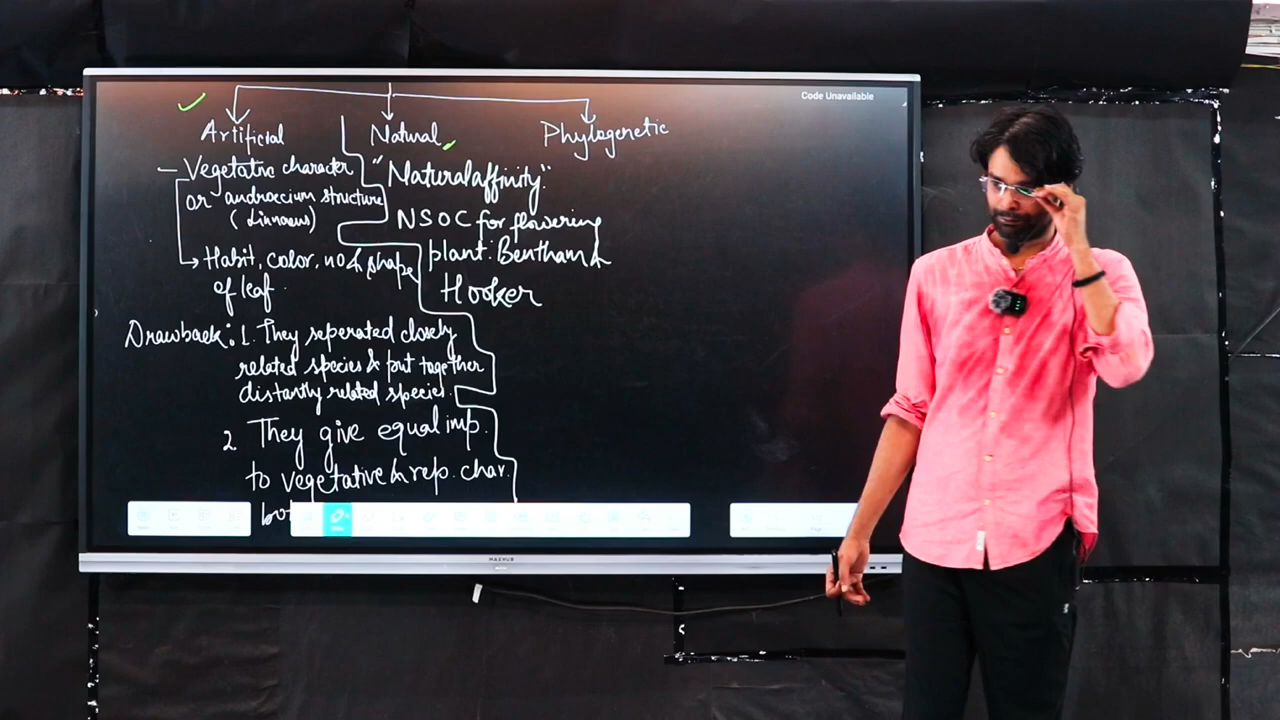 Code Unavailable
Artificial
Natural
Phylogenetic
- Vegetative character
or androecium structure
(Linnaeus)
→ Habit, color, no & shape
of leaf.
Drawback: 1. They seperated closely
related species & put together
distantly related species.
2. They give equal imp.
to vegetative & rep. char.
bot
"Natural affinity".
NSOC for flowering
plant: Bentham &
Hooker
MAXHUB